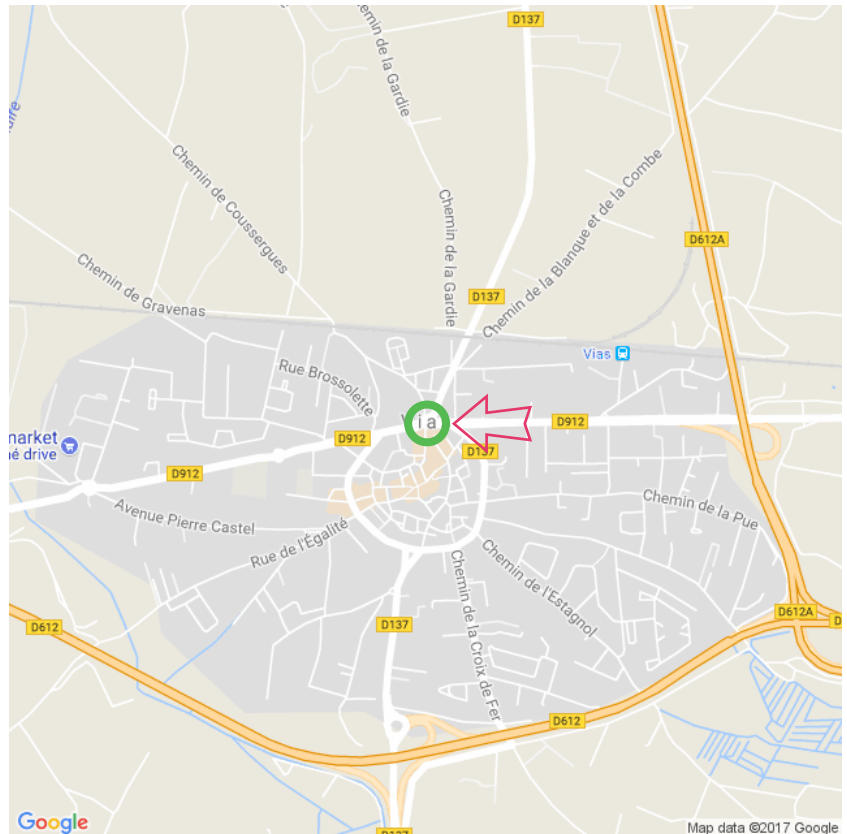 D137
Chemin de la Gardie
Chemin de Coussergues
Chemin de la Gardie
Chemin de la Blanque et de la Combe
D612A
Chemin de Gravenas
D137
Vias
Rue Brossolette
D912
D912
market
né drive
D912
D137
Avenue Pierre Castel
Rue de l'Égalité
Chemin de la Pue
Chemin de l'Estagnol
Chemin de la Croix de Fer
D612
D137
D612A
D612
Google
D137
Map data ©2017 Google